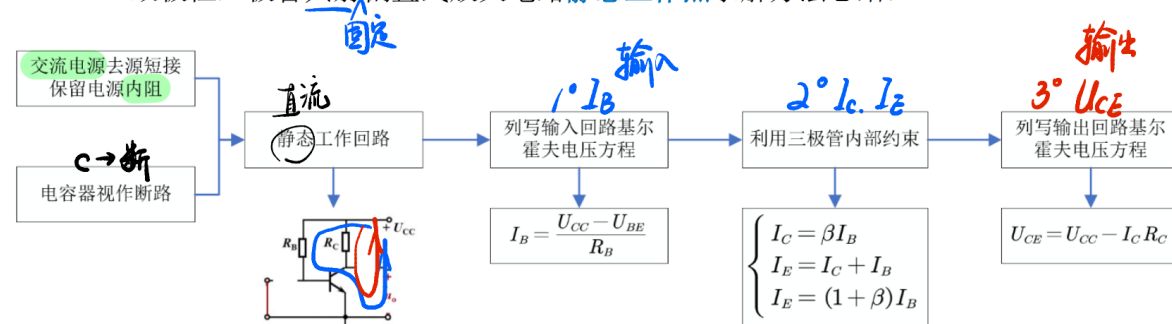 固定
交流电源去源短接
保留电源内阻
C→断
电容器视作断路
直流
静态工作回路
输入
1° I_B
列写输入回路基尔
霍夫电压方程
2° I_C. I_E
利用三极管内部约束
输出
3° U_CE
列写输出回路基尔
霍夫电压方程
R_B
R_C
+ U_CC
+
u_o
I_B = (U_CC − U_BE) / R_B
I_C = βI_B
I_E = I_C + I_B
I_E = (1 + β)I_B
U_CE = U_CC − I_C R_C